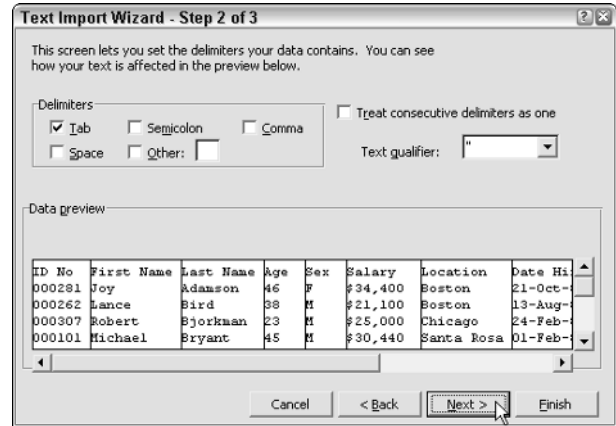 Text Import Wizard - Step 2 of 3
This screen lets you set the delimiters your data contains. You can see
how your text is affected in the preview below.
Delimiters
Tab Semicolon Comma
Space Other:
Treat consecutive delimiters as one
Text qualifier: "
Data preview
ID No First Name Last Name Age Sex Salary Location Date Hi
000281 Joy Adamson 46 F $34,400 Boston 21-Oct-
000262 Lance Bird 38 M $21,100 Boston 13-Aug-
000307 Robert Bjorkman 23 M $25,000 Chicago 24-Feb-
000101 Michael Bryant 45 M $30,440 Santa Rosa 01-Feb-
Cancel < Back Next > Finish